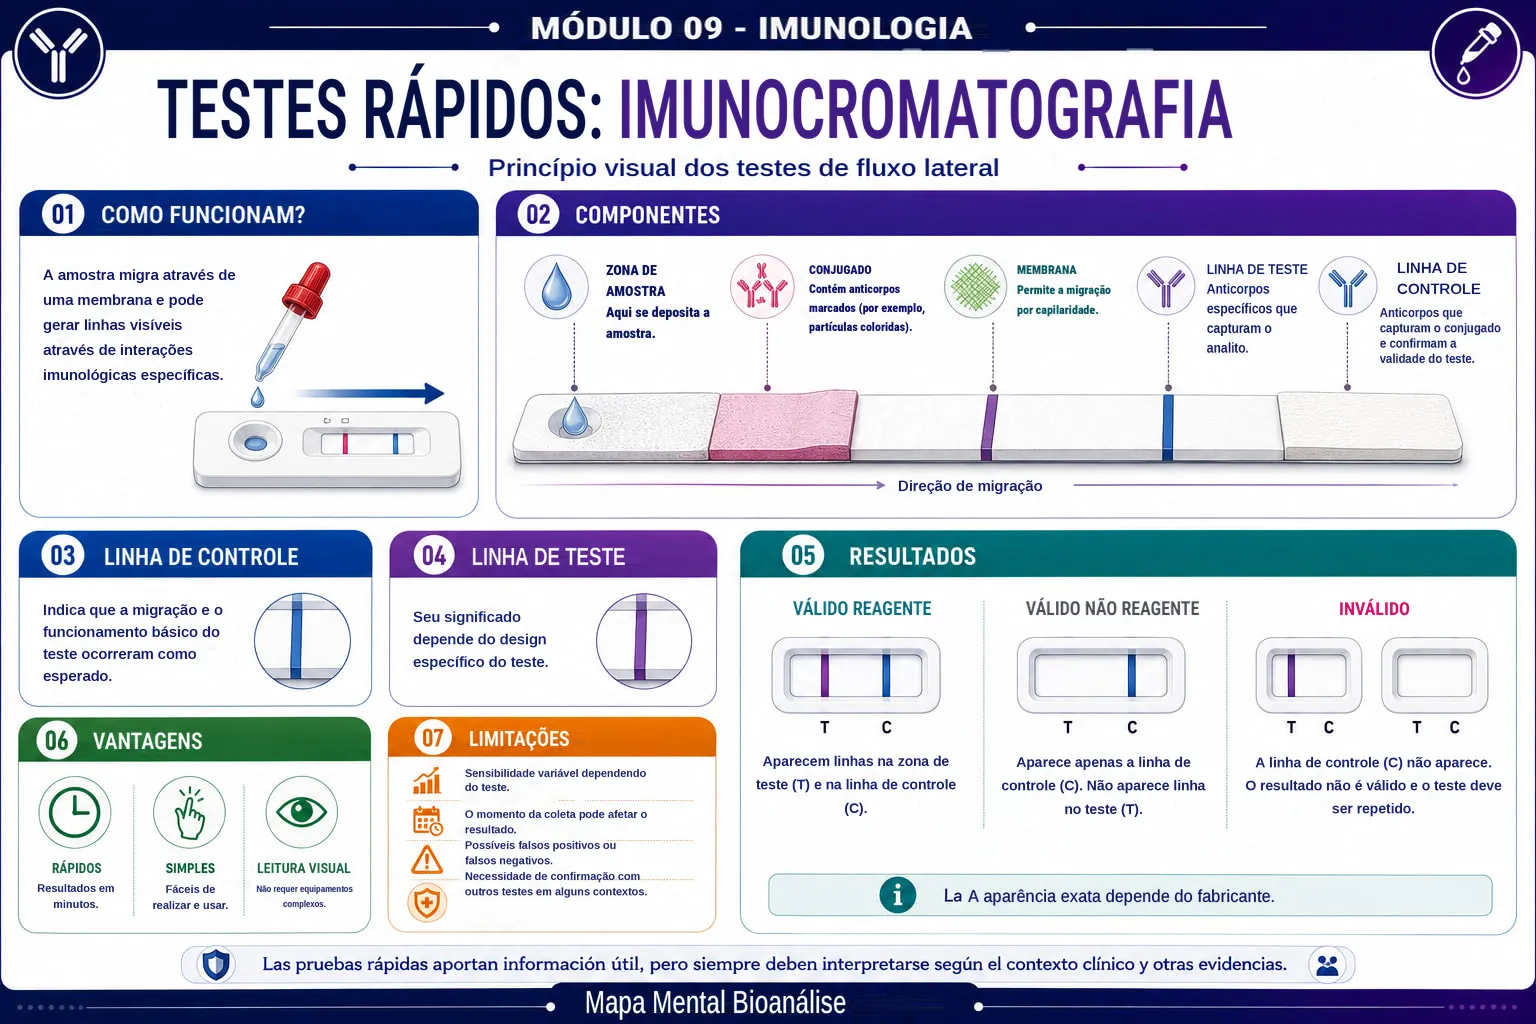 MÓDULO 09 - IMUNOLOGIA
TESTES RÁPIDOS: IMUNOCROMATOGRAFIA
Princípio visual dos testes de fluxo lateral
01 COMO FUNCIONAM?
A amostra migra através de
uma membrana e pode
gerar linhas visíveis
através de interações
imunológicas específicas.
02 COMPONENTES
ZONA DE
AMOSTRA
Aqui se deposita a
amostra.
CONJUGADO
Contém anticorpos
marcados (por exemplo,
partículas coloridas).
MEMBRANA
Permite a migração
por capilaridade.
LINHA DE TESTE
Anticorpos
específicos que
capturam o
analito.
LINHA DE
CONTROLE
Anticorpos que
capturam o conjugado
e confirmam a
validade do teste.
Direção de migração
03 LINHA DE CONTROLE
Indica que a migração e o
funcionamento básico do
teste ocorreram como
esperado.
04 LINHA DE TESTE
Seu significado
depende do design
específico do teste.
05 RESULTADOS
VÁLIDO REAGENTE
T C
Aparecem linhas na zona de
teste (T) e na linha de controle
(C).
VÁLIDO NÃO REAGENTE
T C
Aparece apenas a linha de
controle (C). Não aparece linha
no teste (T).
INVÁLIDO
T C T C
A linha de controle (C) não aparece.
O resultado não é válido e o teste deve
ser repetido.
La A aparência exata depende do fabricante.
06 VANTAGENS
RÁPIDOS
Resultados em
minutos.
SIMPLES
Fáceis de
realizar e usar.
LEITURA VISUAL
Não requer equipamentos
complexos.
07 LIMITAÇÕES
Sensibilidade variável dependendo
do teste.
O momento da coleta pode afetar o
resultado.
Possíveis falsos positivos ou
falsos negativos.
Necessidade de confirmação com
outros testes em alguns contextos.
Las pruebas rápidas aportan información útil, pero siempre deben interpretarse según el contexto clínico y otras evidencias.
Mapa Mental Bioanálise